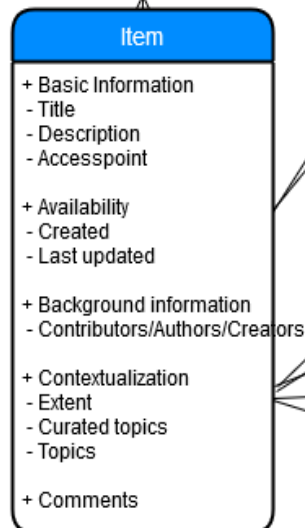 Item
+ Basic Information
- Title
- Description
- Accesspoint
+ Availability
- Created
- Last updated
+ Background information
- Contributors/Authors/Creators
+ Contextualization
- Extent
- Curated topics
- Topics
+ Comments